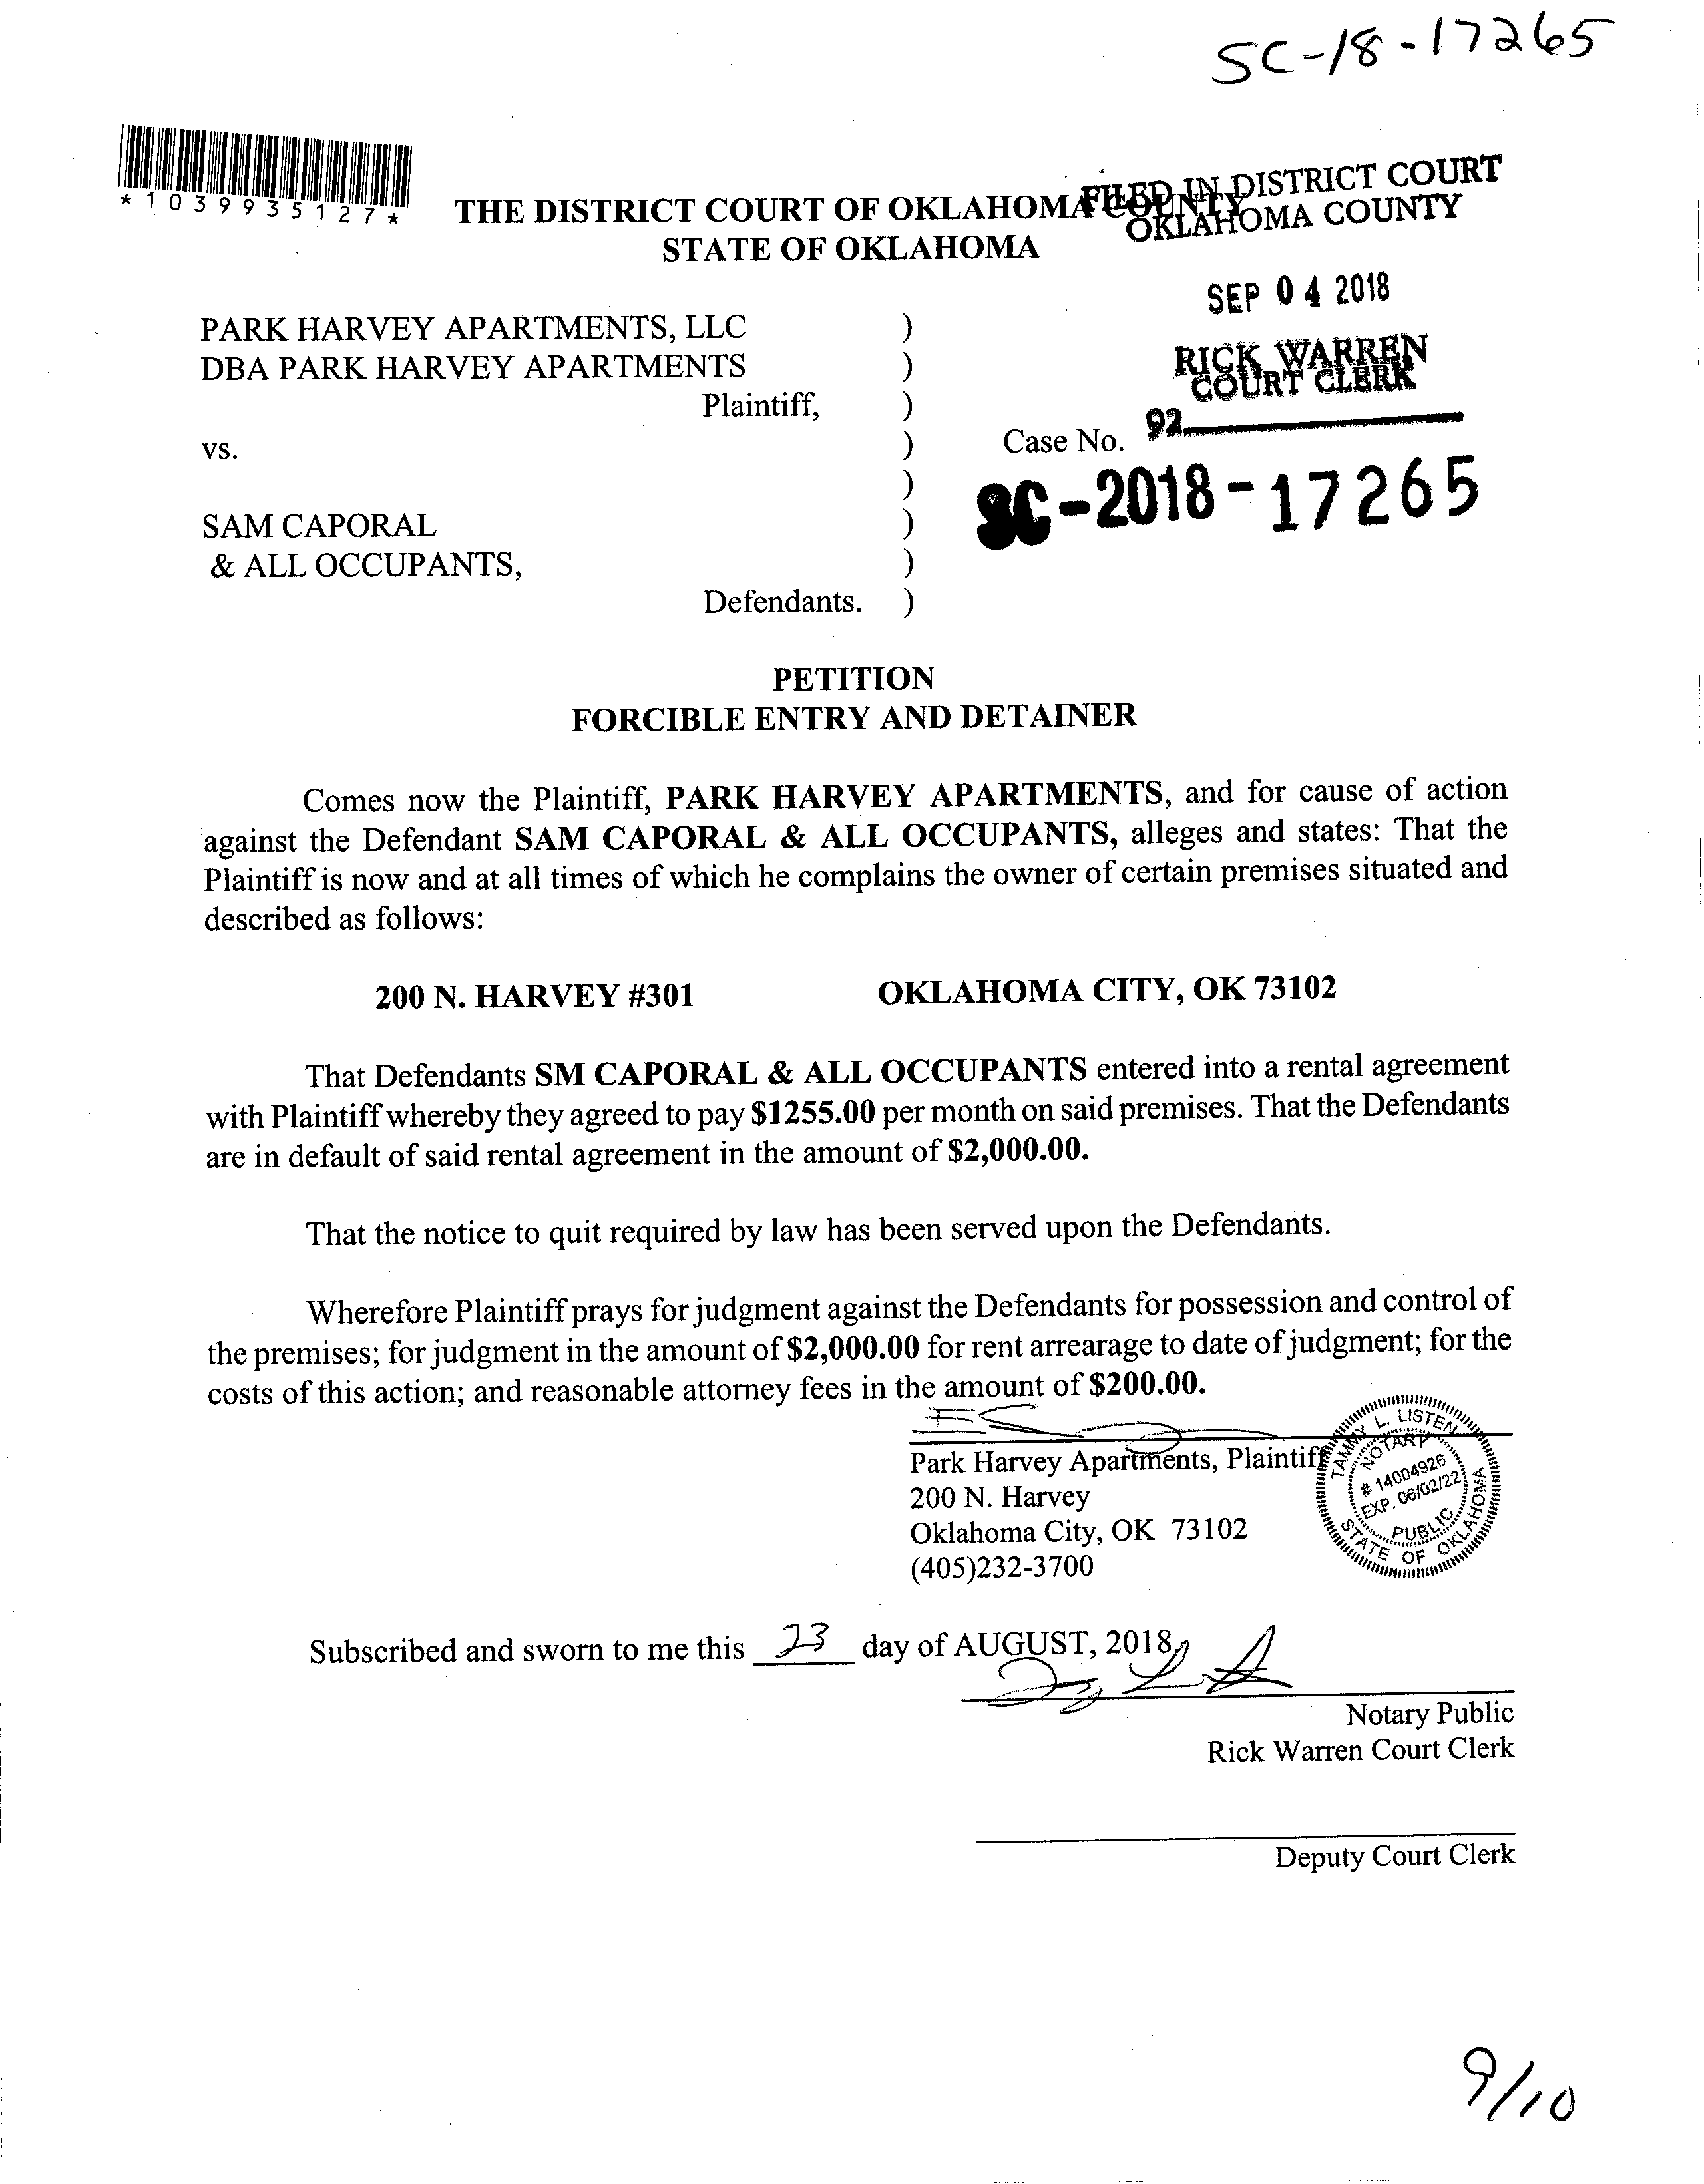 SC-18-17265
*1039935127*
THE DISTRICT COURT OF OKLAHOMA COUNTY
STATE OF OKLAHOMA
FILED IN DISTRICT COURT
OKLAHOMA COUNTY
SEP 04 2018
RICK WARREN
COURT CLERK
92
PARK HARVEY APARTMENTS, LLC )
DBA PARK HARVEY APARTMENTS )
Plaintiff, )
vs. ) Case No.
)
SC-2018-17265
SAM CAPORAL )
& ALL OCCUPANTS, )
Defendants. )
PETITION
FORCIBLE ENTRY AND DETAINER
Comes now the Plaintiff, PARK HARVEY APARTMENTS, and for cause of action
against the Defendant SAM CAPORAL & ALL OCCUPANTS, alleges and states: That the
Plaintiff is now and at all times of which he complains the owner of certain premises situated and
described as follows:
200 N. HARVEY #301 OKLAHOMA CITY, OK 73102
That Defendants SM CAPORAL & ALL OCCUPANTS entered into a rental agreement
with Plaintiff whereby they agreed to pay $1255.00 per month on said premises. That the Defendants
are in default of said rental agreement in the amount of $2,000.00.
That the notice to quit required by law has been served upon the Defendants.
Wherefore Plaintiff prays for judgment against the Defendants for possession and control of
the premises; for judgment in the amount of $2,000.00 for rent arrearage to date of judgment; for the
costs of this action; and reasonable attorney fees in the amount of $200.00.
Park Harvey Apartments, Plaintiff
200 N. Harvey
Oklahoma City, OK 73102
(405)232-3700
TAMMY L. LISTEN
NOTARY
# 14004926
EXP. 06/02/22
PUBLIC
STATE OF OKLAHOMA
Subscribed and sworn to me this 23 day of AUGUST, 2018
Notary Public
Rick Warren Court Clerk
Deputy Court Clerk
9/10